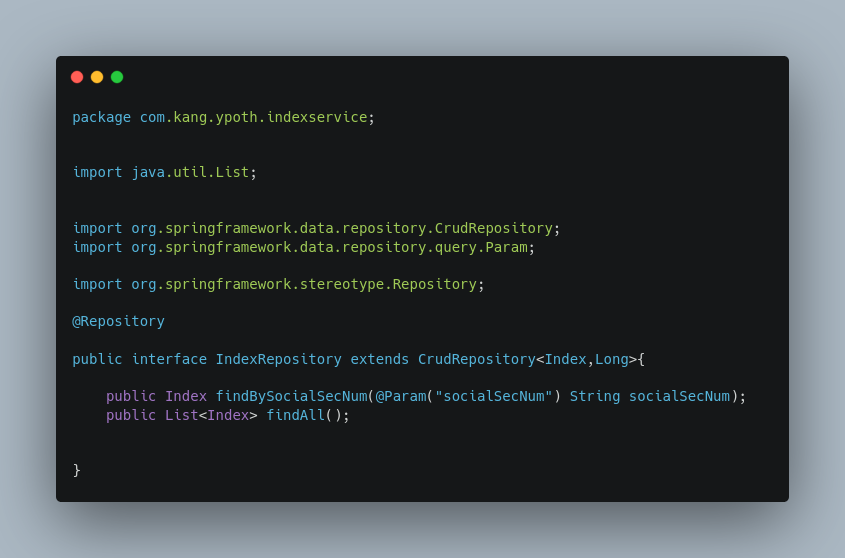 package com.kang.ypoth.indexservice;
import java.util.List;
import org.springframework.data.repository.CrudRepository;
import org.springframework.data.repository.query.Param;
import org.springframework.stereotype.Repository;
@Repository
public interface IndexRepository extends CrudRepository<Index,Long>{
public Index findBySocialSecNum(@Param("socialSecNum") String socialSecNum);
public List<Index> findAll();
}